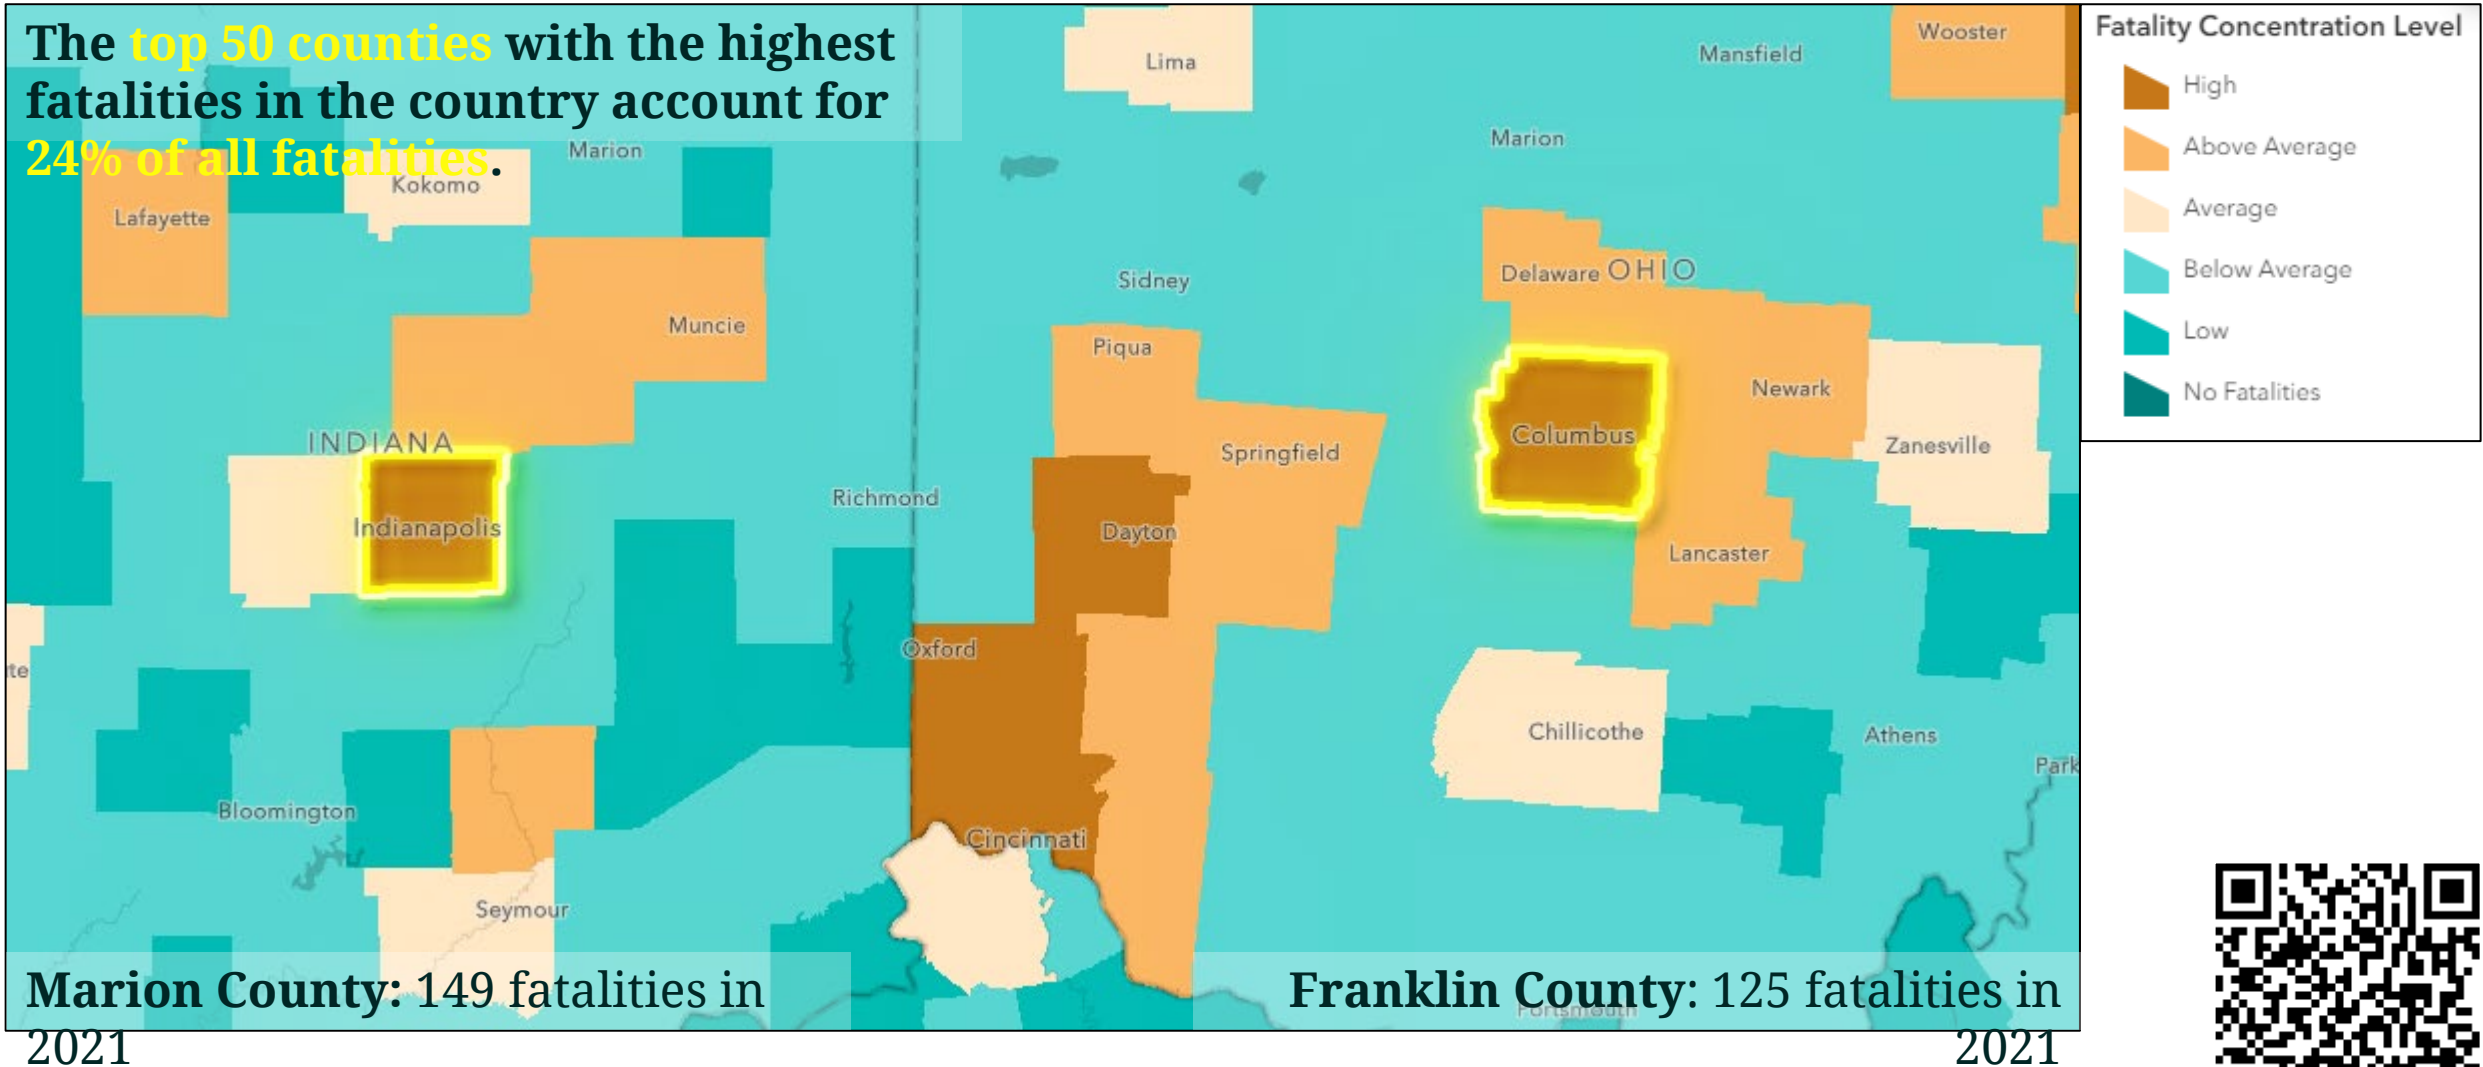 The top 50 counties with the highest
fatalities in the country account for
24% of all fatalities.
Fatality Concentration Level
High
Above Average
Average
Below Average
Low
No Fatalities
Wooster
Mansfield
Lima
Marion
Marion
Kokomo
Lafayette
Delaware
OHIO
Sidney
Muncie
Piqua
Newark
Columbus
INDIANA
Springfield
Zanesville
Richmond
Indianapolis
Dayton
Lancaster
Oxford
te
Chillicothe
Athens
Park
Bloomington
Cincinnati
Seymour
Portsmouth
Marion County: 149 fatalities in
2021
Franklin County: 125 fatalities in
2021